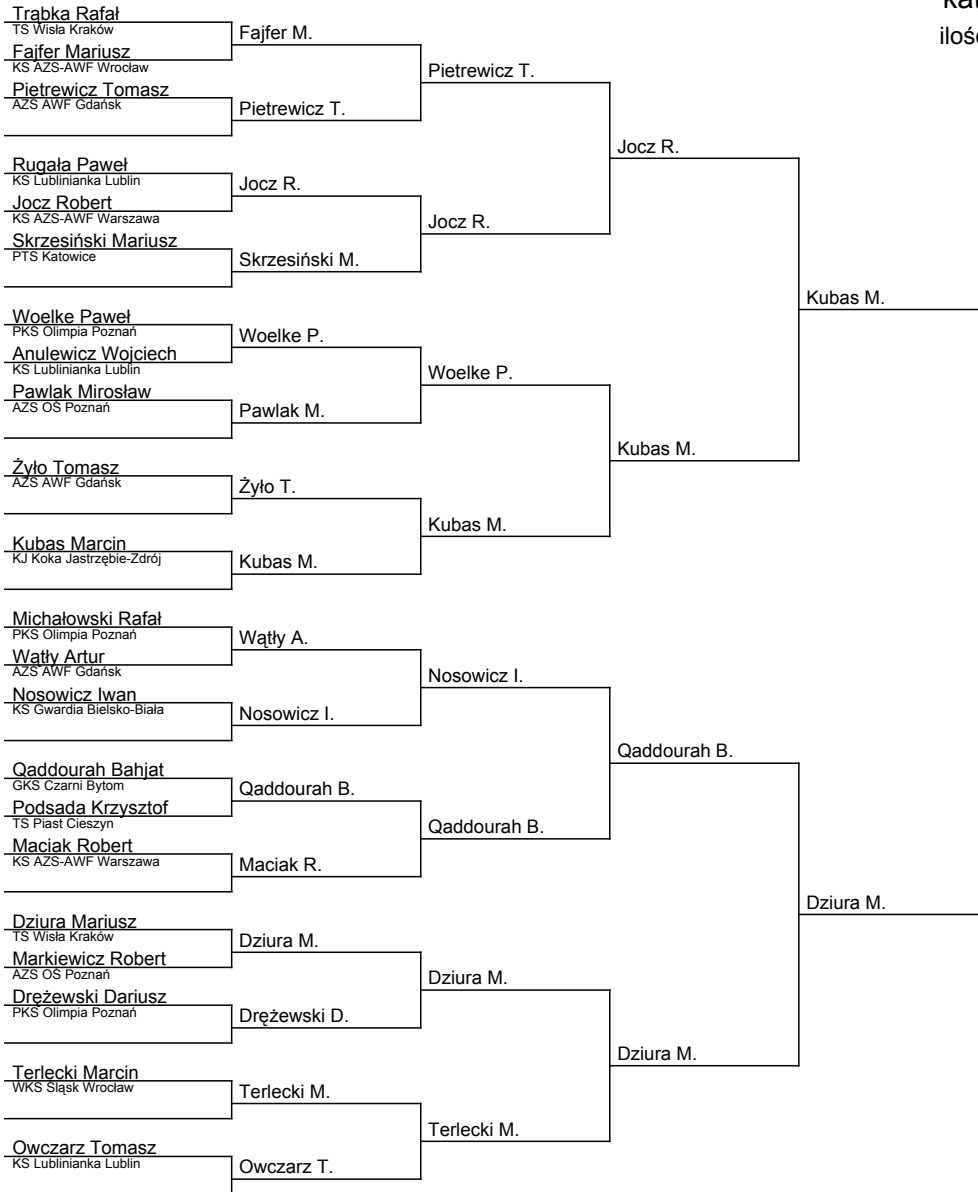 Trąbka Rafał
TS Wisła Kraków
Fajfer Mariusz
KS AZS-AWF Wrocław
Pietrewicz Tomasz
AZS AWF Gdańsk
Rugała Paweł
KS Lublinianka Lublin
Jocz Robert
KS AZS-AWF Warszawa
Skrzesiński Mariusz
PTS Katowice
Woelke Paweł
PKS Olimpia Poznań
Anulewicz Wojciech
KS Lublinianka Lublin
Pawlak Mirosław
AZS OŚ Poznań
Żyło Tomasz
AZS AWF Gdańsk
Kubas Marcin
KJ Koka Jastrzębie-Zdrój
Michałowski Rafał
PKS Olimpia Poznań
Wątły Artur
AZS AWF Gdańsk
Nosowicz Iwan
KS Gwardia Bielsko-Biała
Qaddourah Bahjat
GKS Czarni Bytom
Podsada Krzysztof
TS Piast Cieszyn
Maciak Robert
KS AZS-AWF Warszawa
Dziura Mariusz
TS Wisła Kraków
Markiewicz Robert
AZS OŚ Poznań
Drężewski Dariusz
PKS Olimpia Poznań
Terlecki Marcin
WKS Śląsk Wrocław
Owczarz Tomasz
KS Lublinianka Lublin
Fajfer M.
Pietrewicz T.
Jocz R.
Skrzesiński M.
Woelke P.
Pawlak M.
Żyło T.
Kubas M.
Wątły A.
Nosowicz I.
Qaddourah B.
Maciak R.
Dziura M.
Drężewski D.
Terlecki M.
Owczarz T.
Pietrewicz T.
Jocz R.
Woelke P.
Kubas M.
Nosowicz I.
Qaddourah B.
Dziura M.
Terlecki M.
Jocz R.
Kubas M.
Qaddourah B.
Dziura M.
Kubas M.
Dziura M.